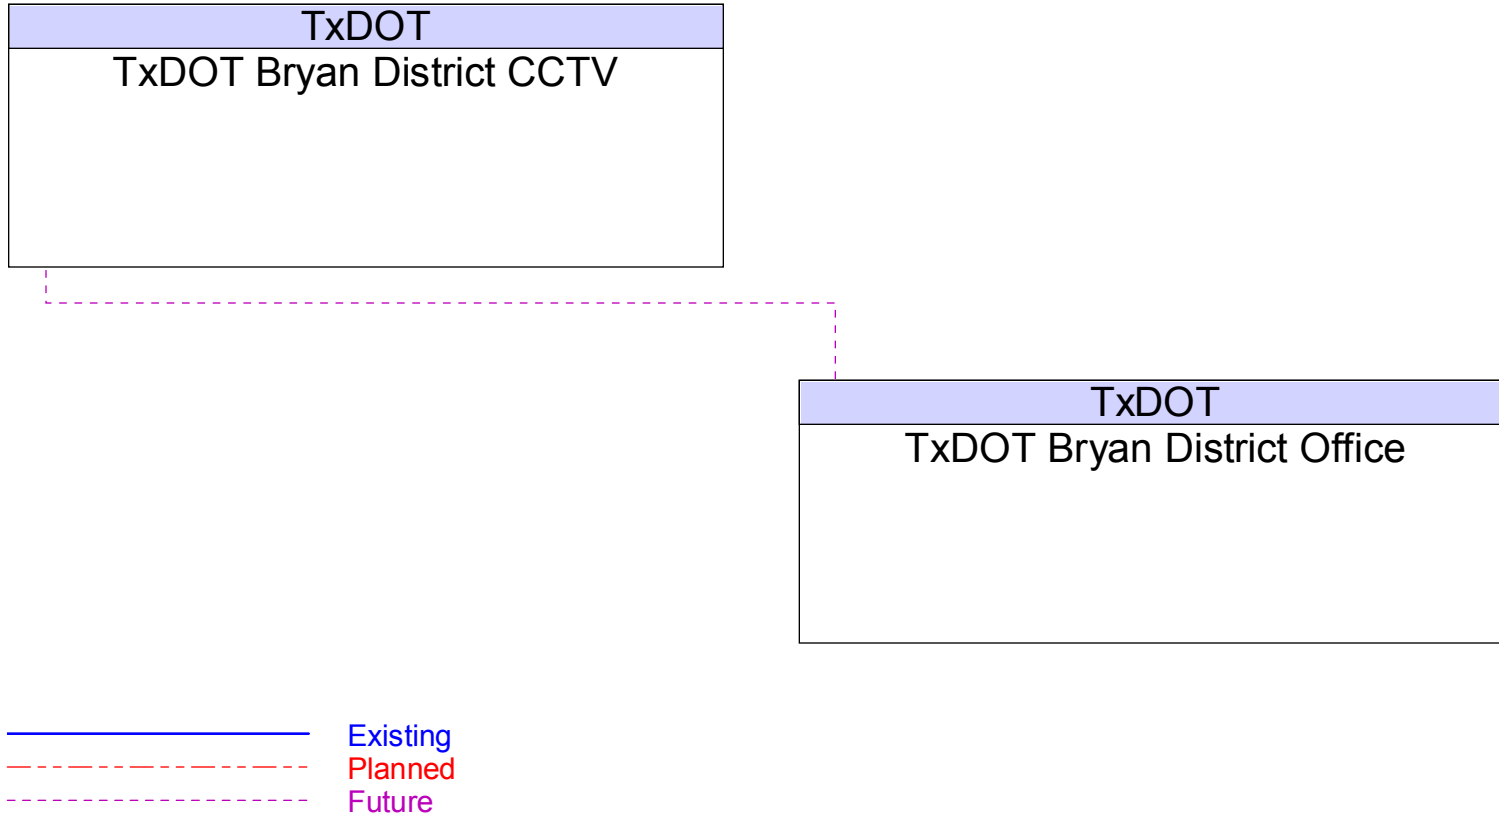 TxDOT
TxDOT Bryan District CCTV
TxDOT
TxDOT Bryan District Office
Existing
Planned
Future